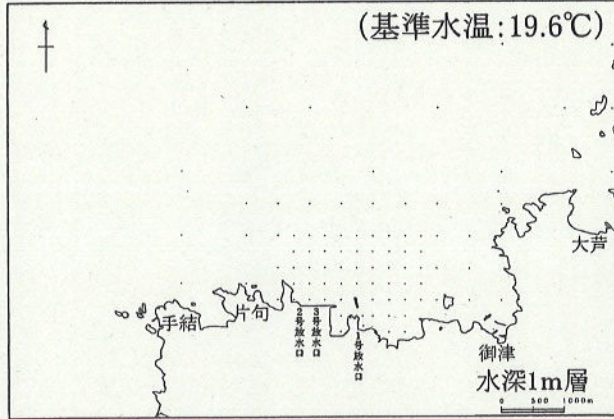 (基準水温:19.6℃)
大芦
手結
片句
2号放水口
3号放水口
1号放水口
御津
水深1m層
0 500 1000m